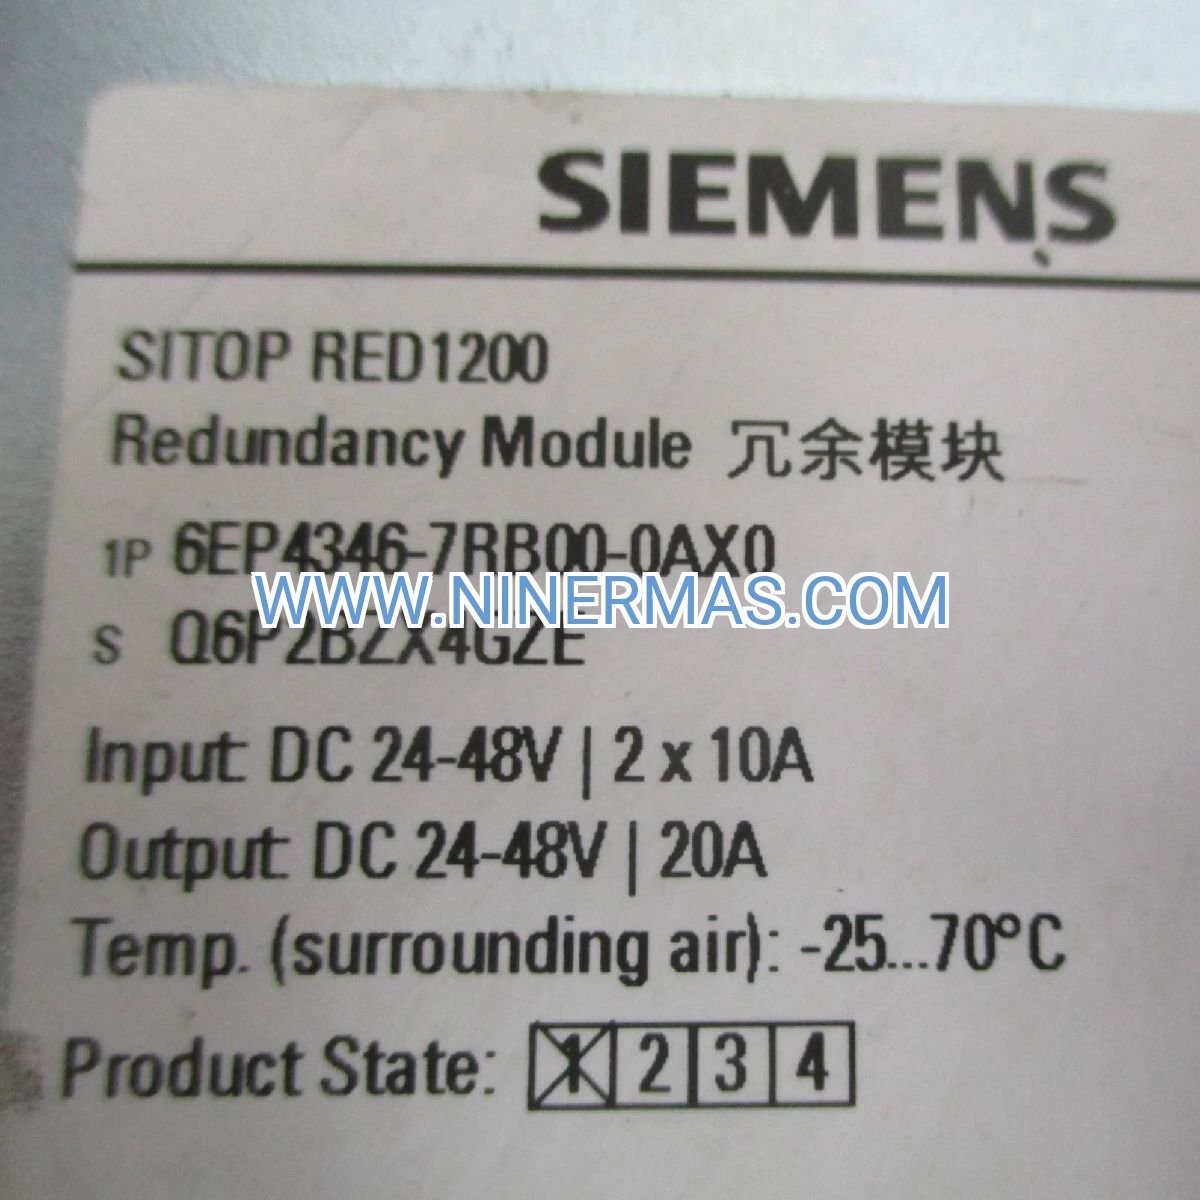 SIEMENS
SITOP RED1200
Redundancy Module 冗余模块
1P 6EP4346-7RB00-0AX0
WWW.NINERMAS.COM
S Q6P2BZX4GZE
Input: DC 24-48V | 2 x 10A
Output: DC 24-48V | 20A
Temp. (surrounding air): -25...70°C
Product State: 1 2 3 4